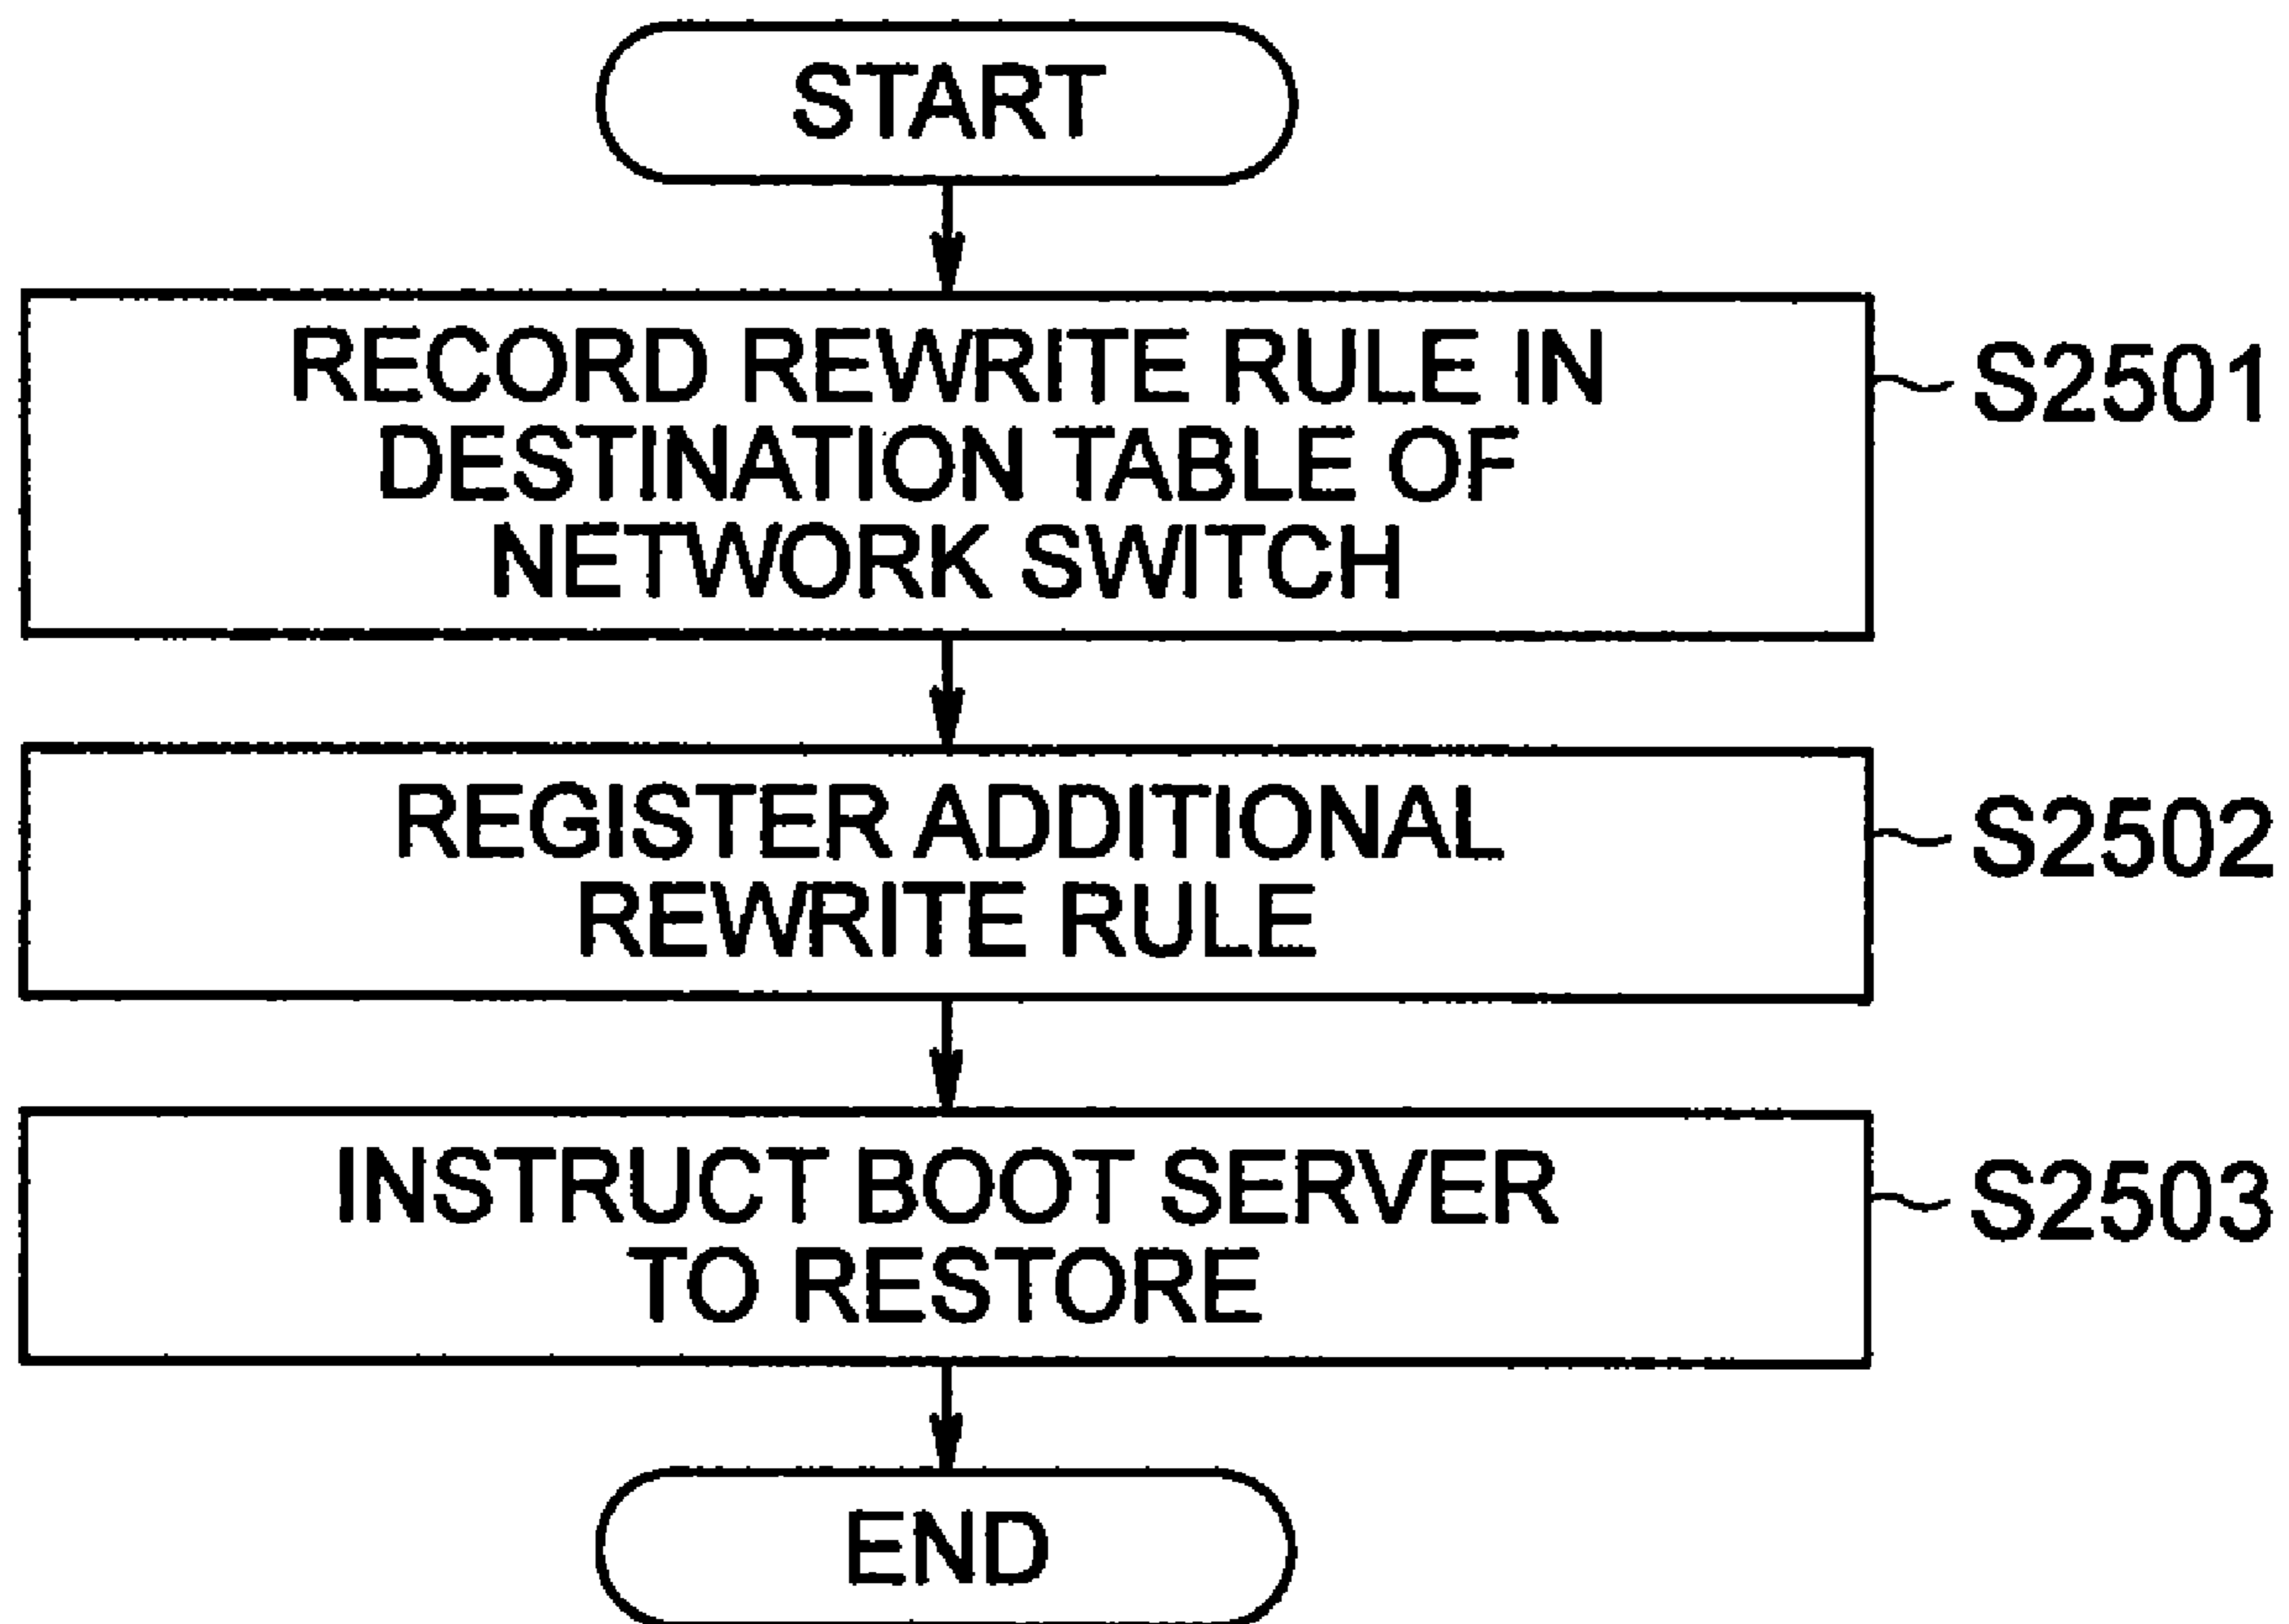 START
RECORD REWRITE RULE IN
DESTINATION TABLE OF
NETWORK SWITCH
S2501
REGISTER ADDITIONAL
REWRITE RULE
S2502
INSTRUCT BOOT SERVER
TO RESTORE
S2503
END